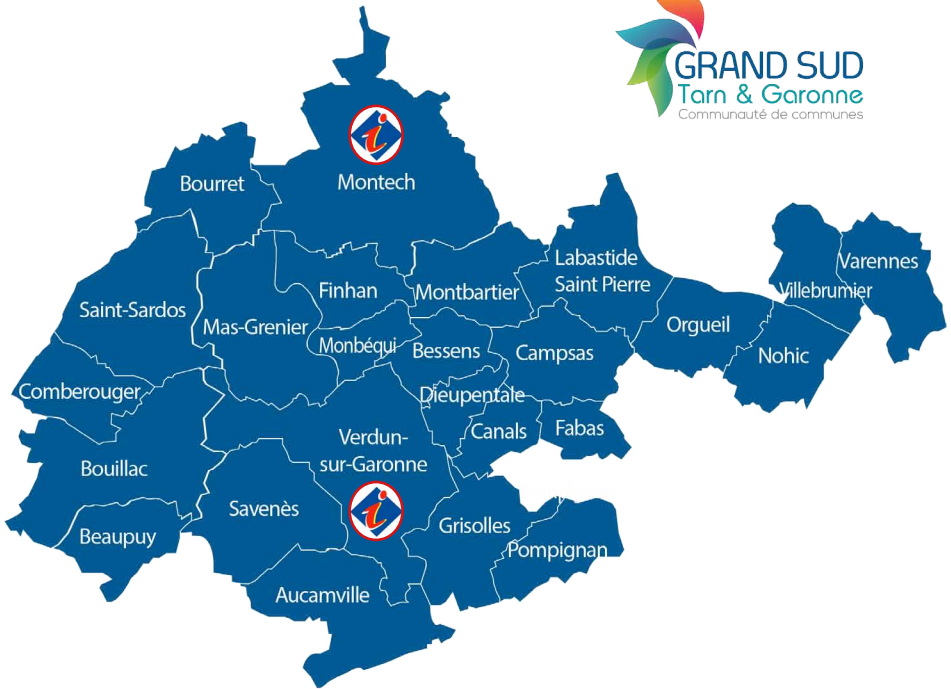 GRAND SUD
Tarn & Garonne
Communauté de communes
i
Montech
Bourret
Labastide
Saint Pierre
Varennes
Villebrumier
Finhan
Montbartier
Saint-Sardos
Mas-Grenier
Orgueil
Monbéqui
Bessens
Campsas
Nohic
Comberouger
Dieupentale
Canals
Fabas
Verdun-
sur-Garonne
Bouillac
i
Savenès
Grisolles
Beaupuy
Pompignan
Aucamville